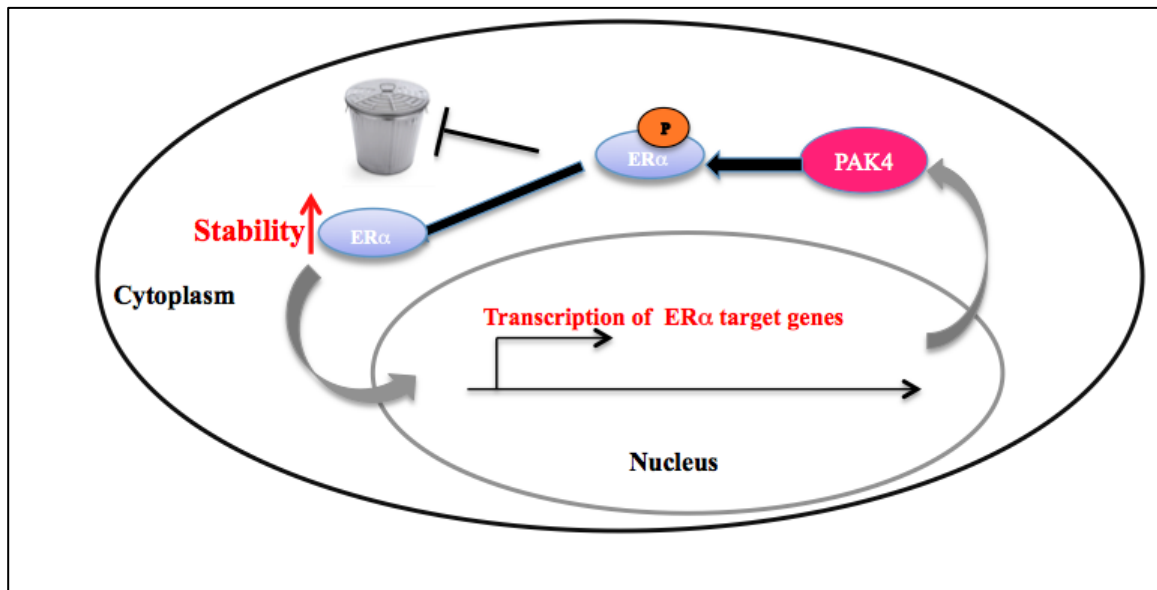 P
ERα
PAK4
Stability
ERα
Cytoplasm
Transcription of ERα target genes
Nucleus